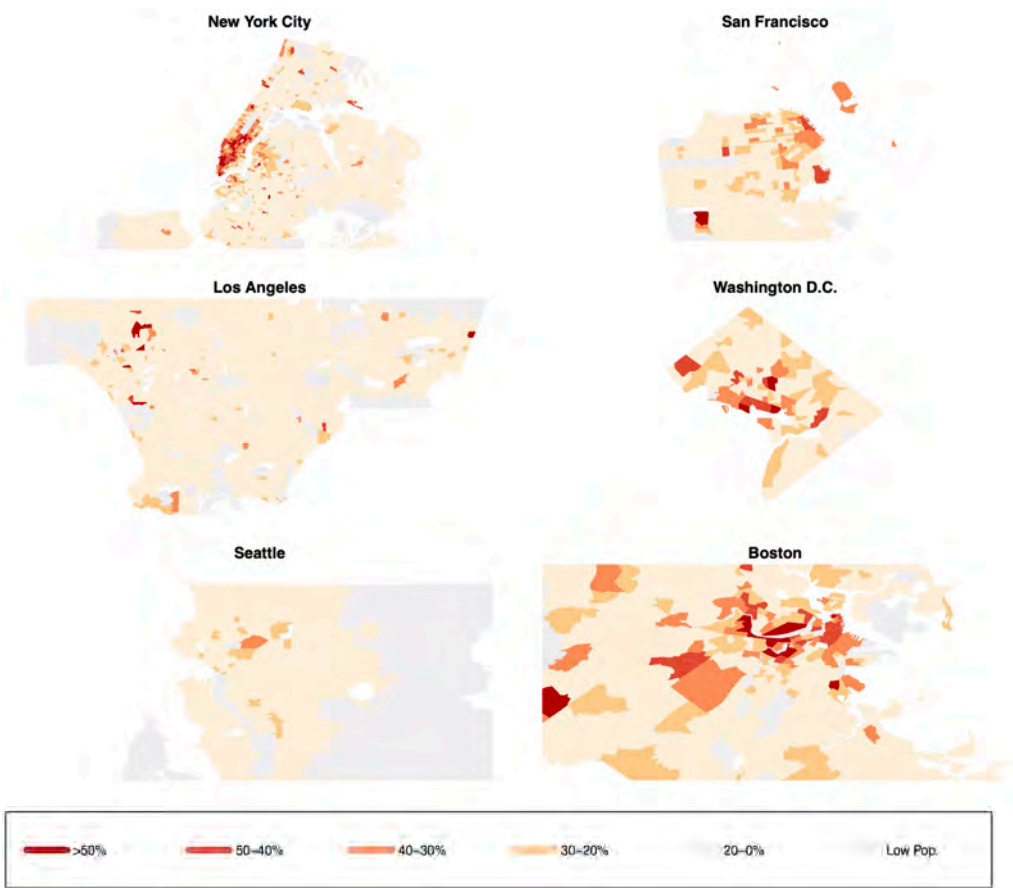 New York City
San Francisco
Los Angeles
Washington D.C.
Seattle
Boston
>50%
50–40%
40–30%
30–20%
20–0%
Low Pop.